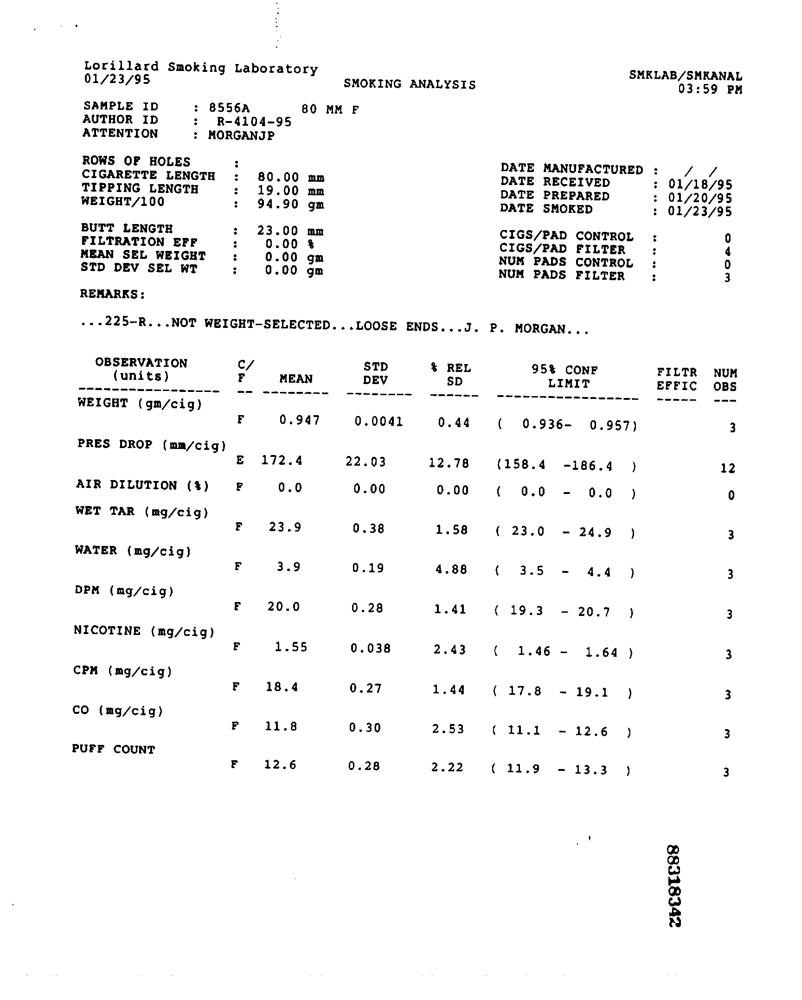 Lorillard Smoking Laboratory SMKLAB/SMKANAL
01/23/95 SMOKING ANALYSIS 03:59 PM
SAMPLE ID : 8556A 80 MM F
AUTHOR ID : R-4104-95
ATTENTION : MORGANJP
ROWS OF HOLES : DATE MANUFACTURED : / /
CIGARETTE LENGTH : 80.00 mm DATE RECEIVED : 01/18/95
TIPPING LENGTH : 19.00 mm DATE PREPARED : 01/20/95
WEIGHT/100 : 94.90 gm DATE SMOKED : 01/23/95
BUTT LENGTH : 23.00 mm CIGS/PAD CONTROL : 0
FILTRATION EFF : 0.00 % CIGS/PAD FILTER : 4
MEAN SEL WEIGHT : 0.00 gm NUM PADS CONTROL : 0
STD DEV SEL WT : 0.00 gm NUM PADS FILTER : 3
REMARKS:
...225-R...NOT WEIGHT-SELECTED...LOOSE ENDS...J. P. MORGAN...
OBSERVATION C/ STD % REL 95% CONF FILTR NUM
(units) F MEAN DEV SD LIMIT EFFIC OBS
WEIGHT (gm/cig)
F 0.947 0.0041 0.44 ( 0.936- 0.957) 3
PRES DROP (mm/cig)
E 172.4 22.03 12.78 (158.4 -186.4 ) 12
AIR DILUTION (%) F 0.0 0.00 0.00 ( 0.0 - 0.0 ) 0
WET TAR (mg/cig)
F 23.9 0.38 1.58 ( 23.0 - 24.9 ) 3
WATER (mg/cig)
F 3.9 0.19 4.88 ( 3.5 - 4.4 ) 3
DPM (mg/cig)
F 20.0 0.28 1.41 ( 19.3 - 20.7 ) 3
NICOTINE (mg/cig)
F 1.55 0.038 2.43 ( 1.46 - 1.64 ) 3
CPM (mg/cig)
F 18.4 0.27 1.44 ( 17.8 - 19.1 ) 3
CO (mg/cig)
F 11.8 0.30 2.53 ( 11.1 - 12.6 ) 3
PUFF COUNT
F 12.6 0.28 2.22 ( 11.9 - 13.3 ) 3
88318342